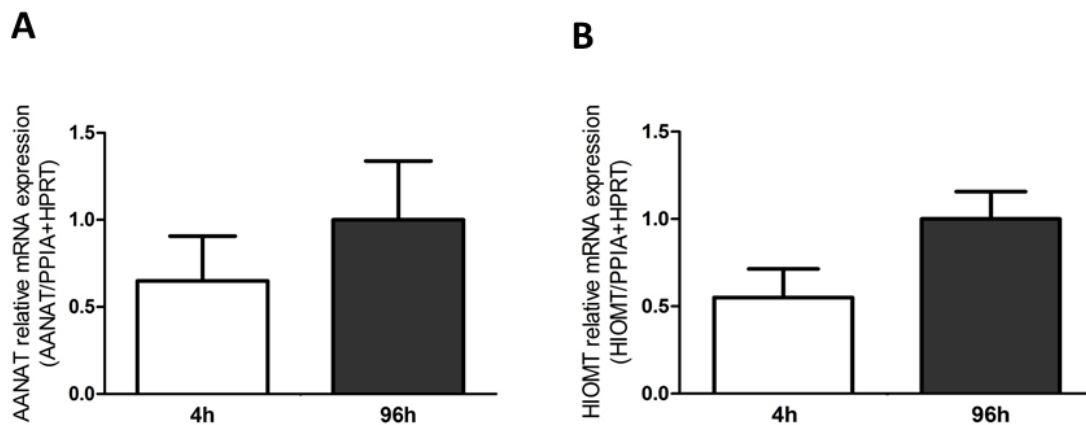 A
AANAT relative mRNA expression
(AANAT/PPIA+HPRT)
1.5
1.0
0.5
0.0
4h
96h
B
HIOMT relative mRNA expression
(HIOMT/PPIA+HPRT)
1.5
1.0
0.5
0.0
4h
96h